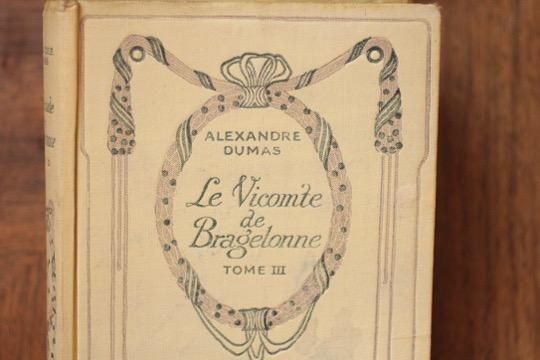 ALEXANDRE
DUMAS
Le Vicomte
de
Bragelonne
TOME III